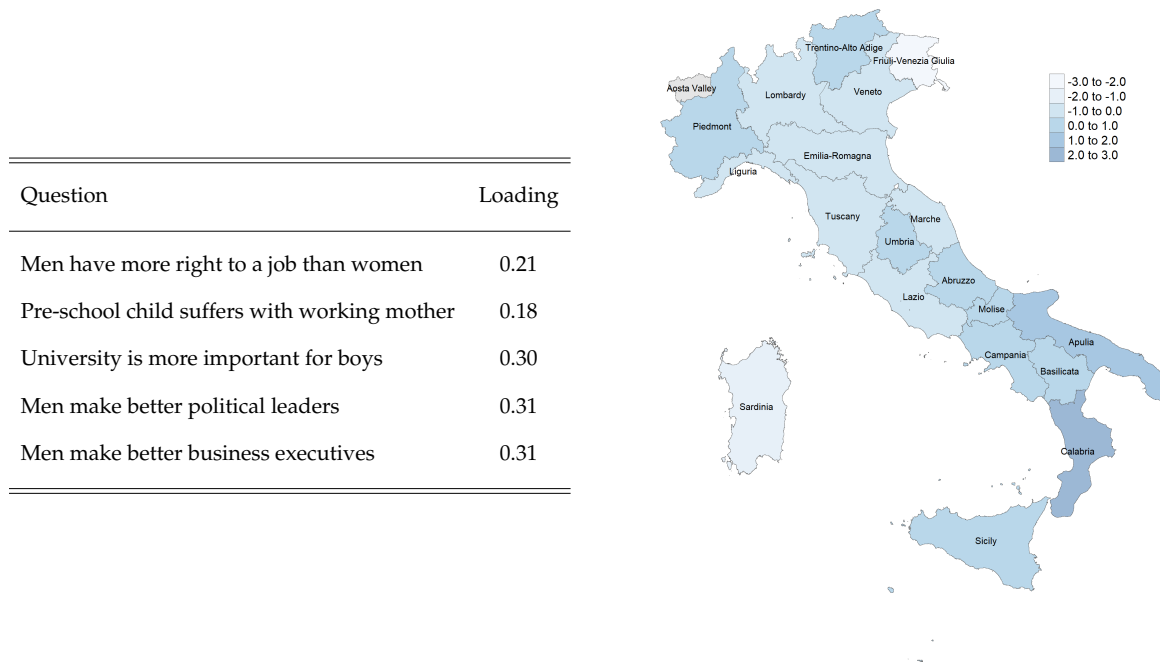 Question Loading
Men have more right to a job than women 0.21
Pre-school child suffers with working mother 0.18
University is more important for boys 0.30
Men make better political leaders 0.31
Men make better business executives 0.31
Trentino-Alto Adige
Friuli-Venezia Giulia
Aosta Valley
Lombardy
Veneto
Piedmont
Emilia-Romagna
Liguria
Tuscany
Marche
Umbria
Abruzzo
Lazio
Molise
Apulia
Campania
Basilicata
Sardinia
Calabria
Sicily
-3.0 to -2.0
-2.0 to -1.0
-1.0 to 0.0
0.0 to 1.0
1.0 to 2.0
2.0 to 3.0